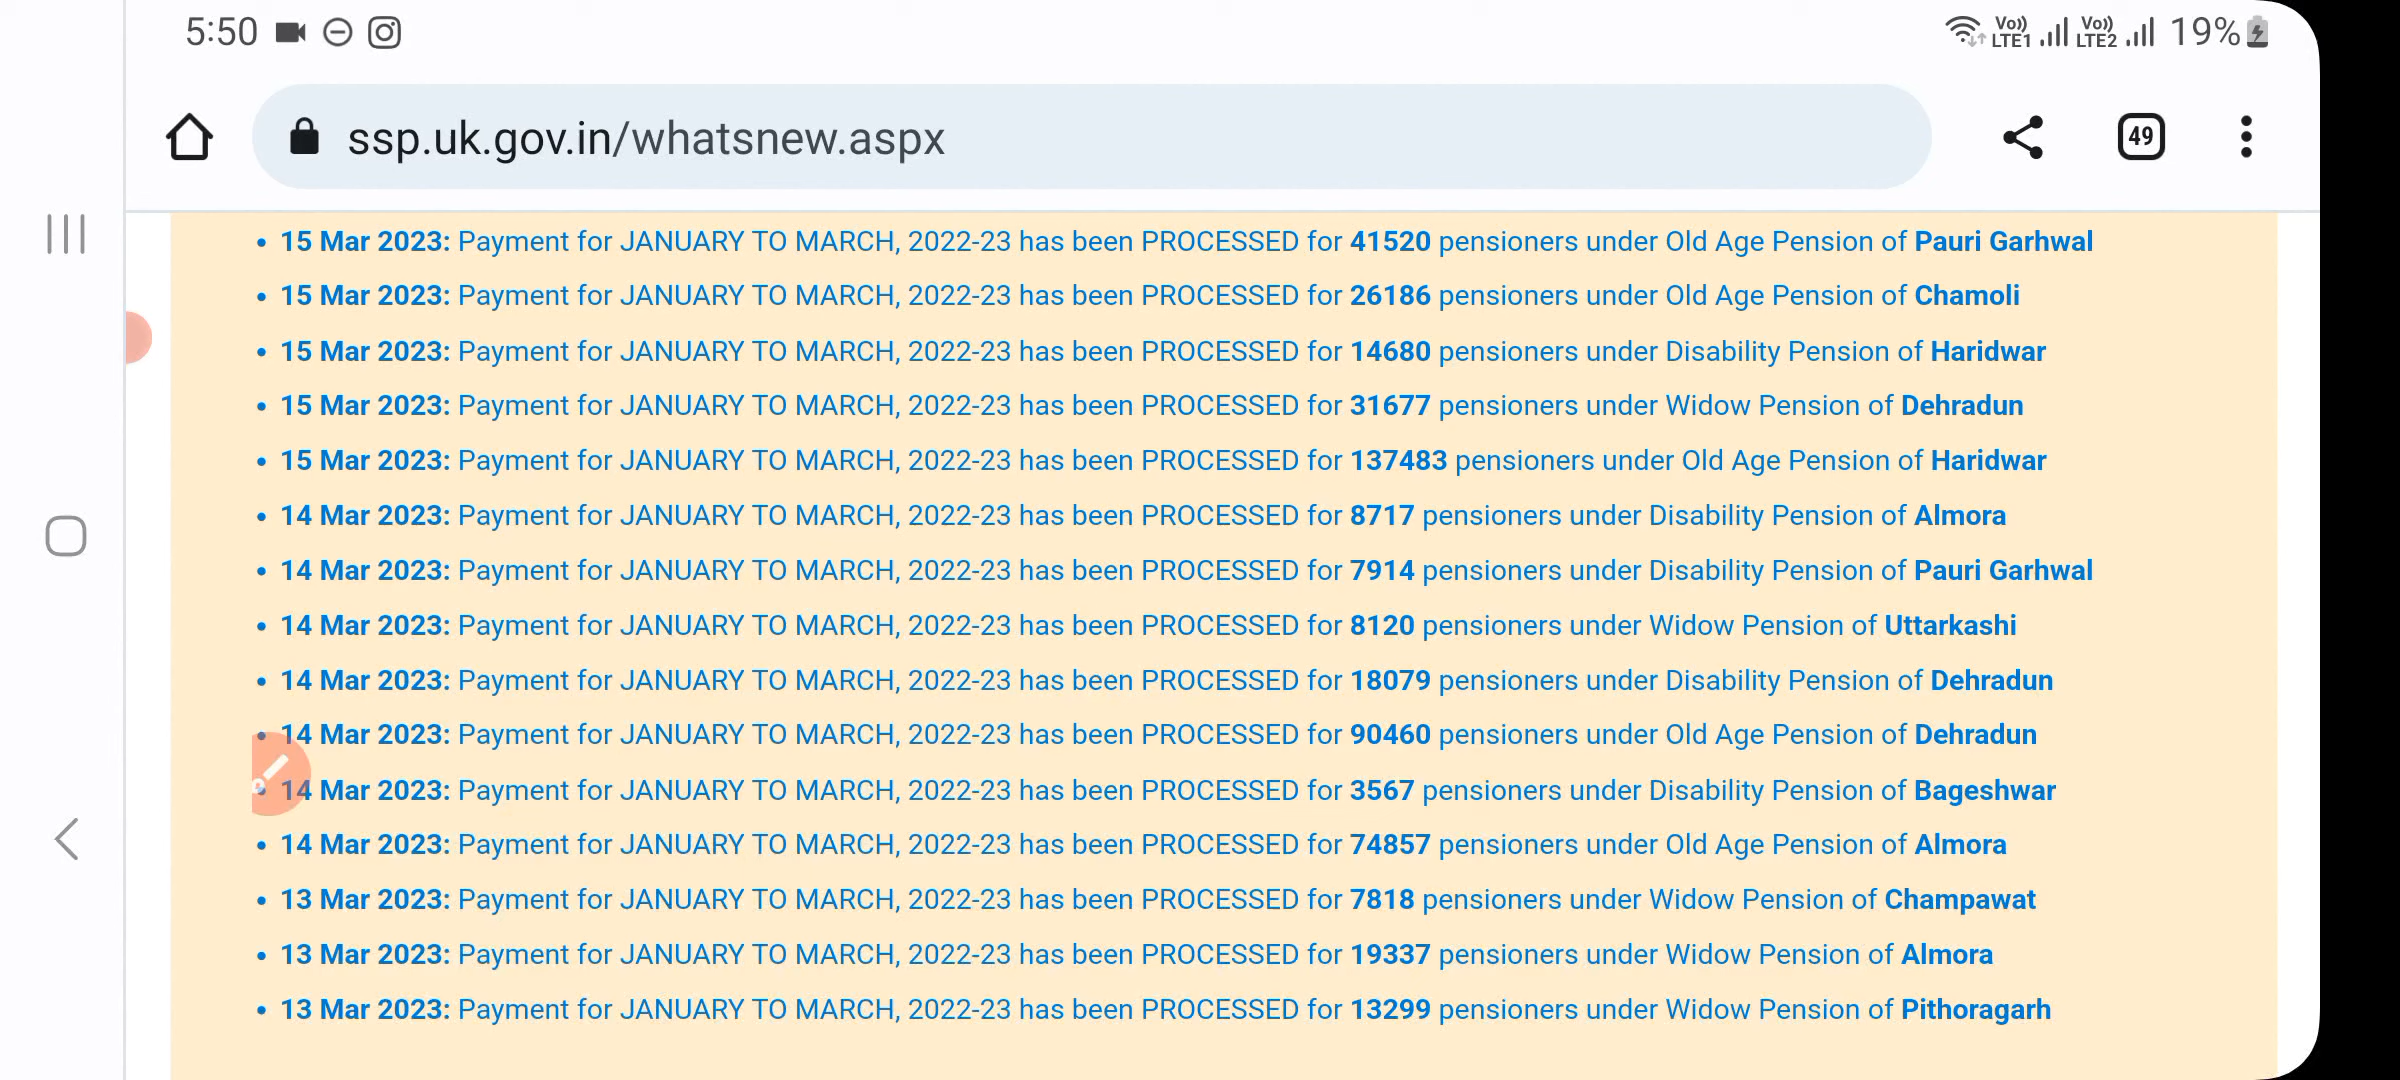 5:50 Vo)) LTE1 Vo)) LTE2 19%
ssp.uk.gov.in/whatsnew.aspx 49
• 15 Mar 2023: Payment for JANUARY TO MARCH, 2022-23 has been PROCESSED for 41520 pensioners under Old Age Pension of Pauri Garhwal
• 15 Mar 2023: Payment for JANUARY TO MARCH, 2022-23 has been PROCESSED for 26186 pensioners under Old Age Pension of Chamoli
• 15 Mar 2023: Payment for JANUARY TO MARCH, 2022-23 has been PROCESSED for 14680 pensioners under Disability Pension of Haridwar
• 15 Mar 2023: Payment for JANUARY TO MARCH, 2022-23 has been PROCESSED for 31677 pensioners under Widow Pension of Dehradun
• 15 Mar 2023: Payment for JANUARY TO MARCH, 2022-23 has been PROCESSED for 137483 pensioners under Old Age Pension of Haridwar
• 14 Mar 2023: Payment for JANUARY TO MARCH, 2022-23 has been PROCESSED for 8717 pensioners under Disability Pension of Almora
• 14 Mar 2023: Payment for JANUARY TO MARCH, 2022-23 has been PROCESSED for 7914 pensioners under Disability Pension of Pauri Garhwal
• 14 Mar 2023: Payment for JANUARY TO MARCH, 2022-23 has been PROCESSED for 8120 pensioners under Widow Pension of Uttarkashi
• 14 Mar 2023: Payment for JANUARY TO MARCH, 2022-23 has been PROCESSED for 18079 pensioners under Disability Pension of Dehradun
• 14 Mar 2023: Payment for JANUARY TO MARCH, 2022-23 has been PROCESSED for 90460 pensioners under Old Age Pension of Dehradun
• 14 Mar 2023: Payment for JANUARY TO MARCH, 2022-23 has been PROCESSED for 3567 pensioners under Disability Pension of Bageshwar
• 14 Mar 2023: Payment for JANUARY TO MARCH, 2022-23 has been PROCESSED for 74857 pensioners under Old Age Pension of Almora
• 13 Mar 2023: Payment for JANUARY TO MARCH, 2022-23 has been PROCESSED for 7818 pensioners under Widow Pension of Champawat
• 13 Mar 2023: Payment for JANUARY TO MARCH, 2022-23 has been PROCESSED for 19337 pensioners under Widow Pension of Almora
• 13 Mar 2023: Payment for JANUARY TO MARCH, 2022-23 has been PROCESSED for 13299 pensioners under Widow Pension of Pithoragarh